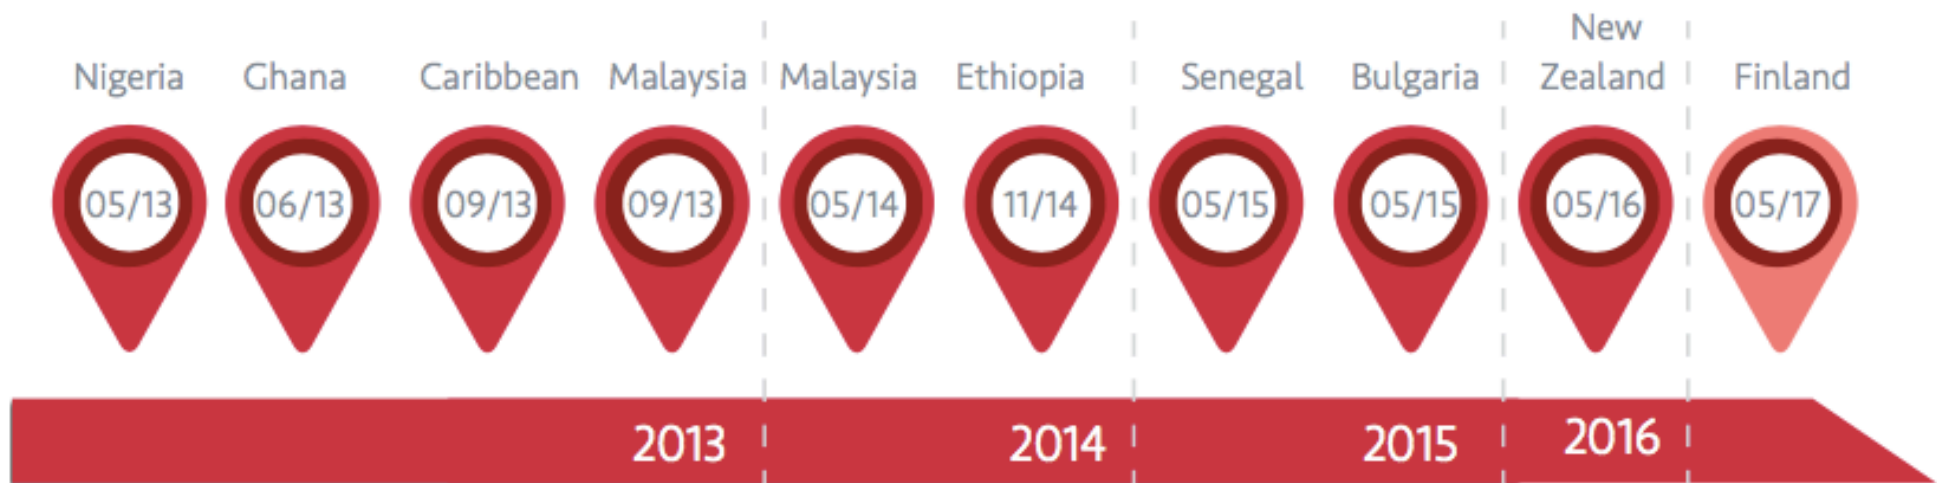 New
Nigeria Ghana Caribbean Malaysia Malaysia Ethiopia Senegal Bulgaria Zealand Finland
05/13 06/13 09/13 09/13 05/14 11/14 05/15 05/15 05/16 05/17
2013 2014 2015 2016